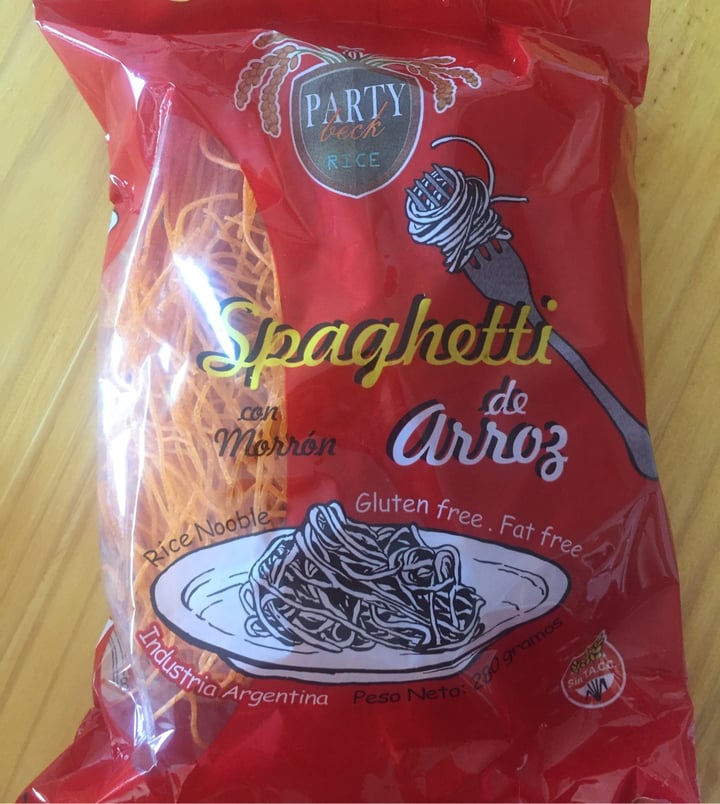 PARTY
beck
RICE
Spaghetti
con
Morrón
de
Arroz
Rice Nooble
Gluten free . Fat free
Industria Argentina
Peso Neto: 280 gramos
Sin T.A.C.C.